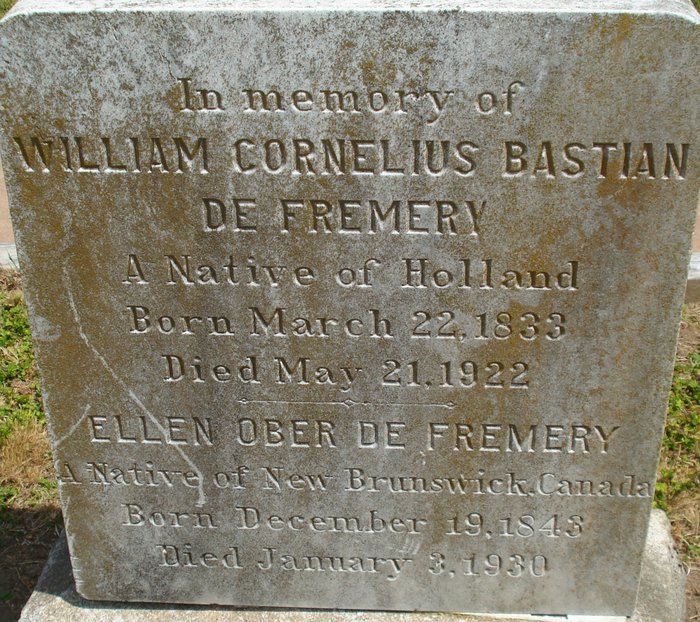 In memory of
WILLIAM CORNELIUS BASTIAN
DE FREMERY
A Native of Holland
Born March 22, 1833
Died May 21, 1922
ELLEN OBER DE FREMERY
A Native of New Brunswick, Canada
Born December 19, 1843
Died January 3, 1930